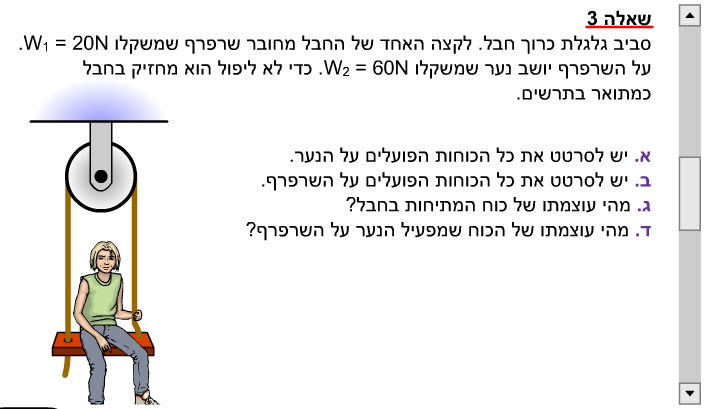 שאלה 3
סביב גלגלת כרוך חבל. לקצה האחד של החבל מחובר שרפרף שמשקלו W₁ = 20N.
על השרפרף יושב נער שמשקלו W₂ = 60N. כדי לא ליפול הוא מחזיק בחבל
כמתואר בתרשים.
א. יש לסרטט את כל הכוחות הפועלים על הנער.
ב. יש לסרטט את כל הכוחות הפועלים על השרפרף.
ג. מהי עוצמתו של כוח המתיחות בחבל?
ד. מהי עוצמתו של הכוח שמפעיל הנער על השרפרף?